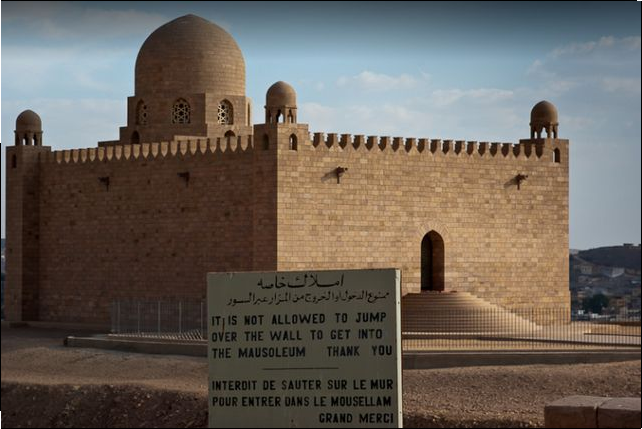 املاك خاصه
ممنوع الدخول او الخروج من المزار عبر السور
IT IS NOT ALLOWED TO JUMP
OVER THE WALL TO GET INTO
THE MAUSOLEUM THANK YOU
INTERDIT DE SAUTER SUR LE MUR
POUR ENTRER DANS LE MOUSELLAM
GRAND MERCI